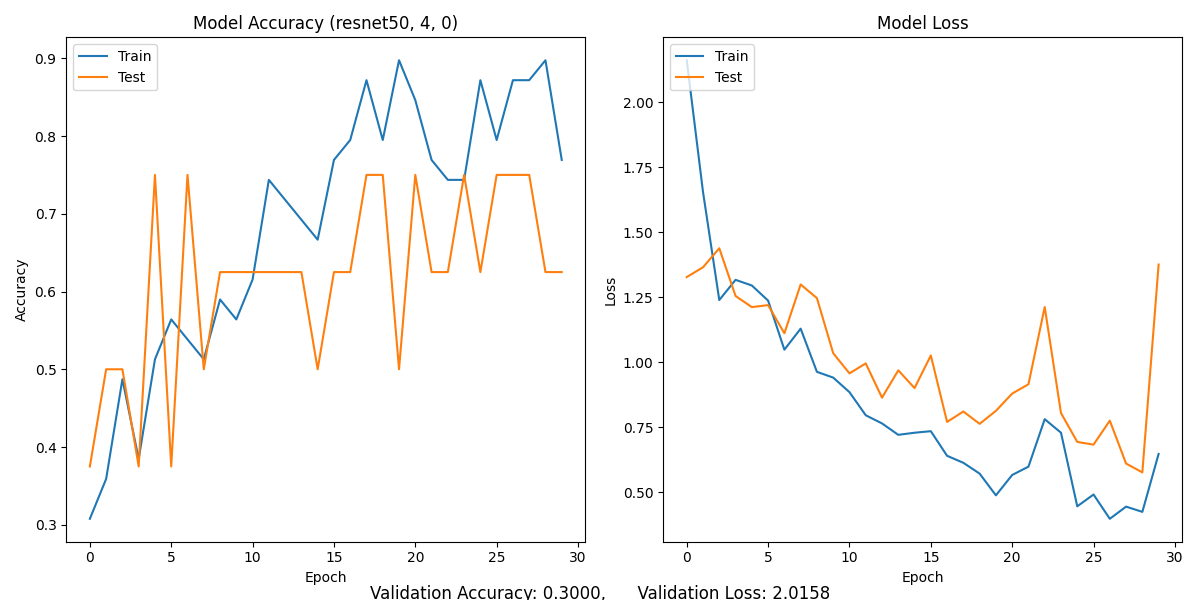 Model Accuracy (resnet50, 4, 0)
Train
Test
0.9
0.8
0.7
0.6
0.5
0.4
0.3
Accuracy
0 5 10 15 20 25 30
Epoch
Model Loss
Train
Test
2.00
1.75
1.50
1.25
1.00
0.75
0.50
Loss
0 5 10 15 20 25 30
Epoch
Validation Accuracy: 0.3000, Validation Loss: 2.0158